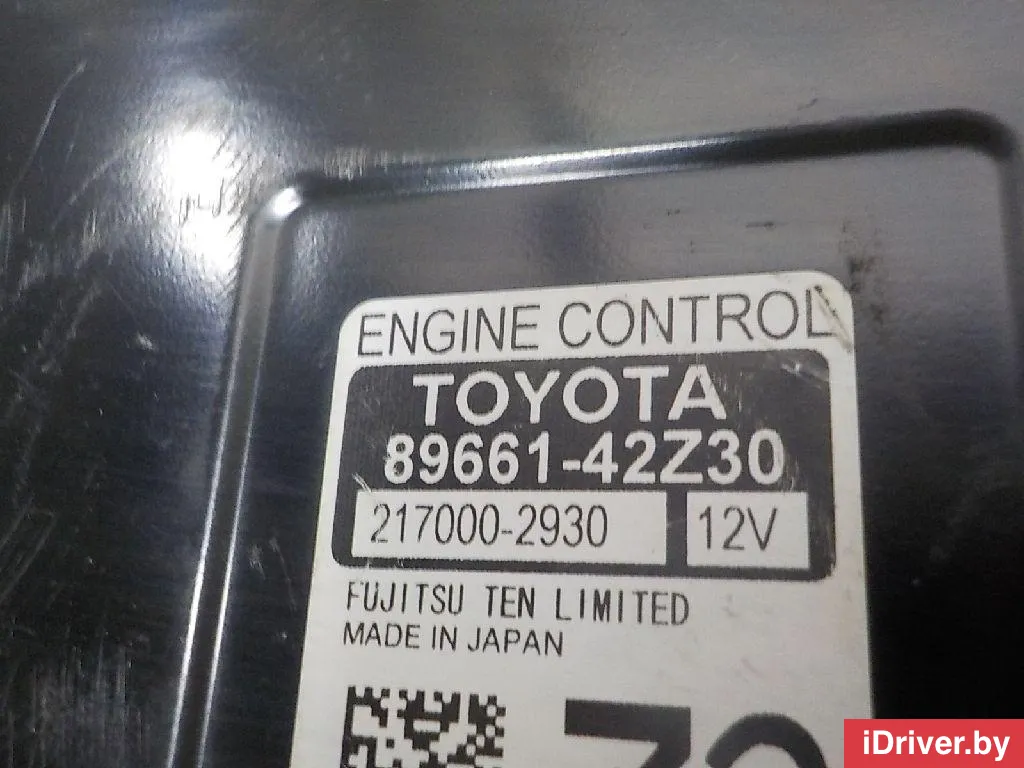 ENGINE CONTROL
TOYOTA
89661-42Z30
217000-2930 12V
FUJITSU TEN LIMITED
MADE IN JAPAN
iDriver.by